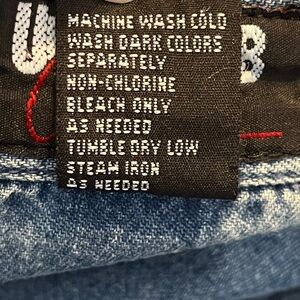 MACHINE WASH COLD
WASH DARK COLORS
SEPARATELY
NON-CHLORINE
BLEACH ONLY
AS NEEDED
TUMBLE DRY LOW
STEAM IRON
AS NEEDED